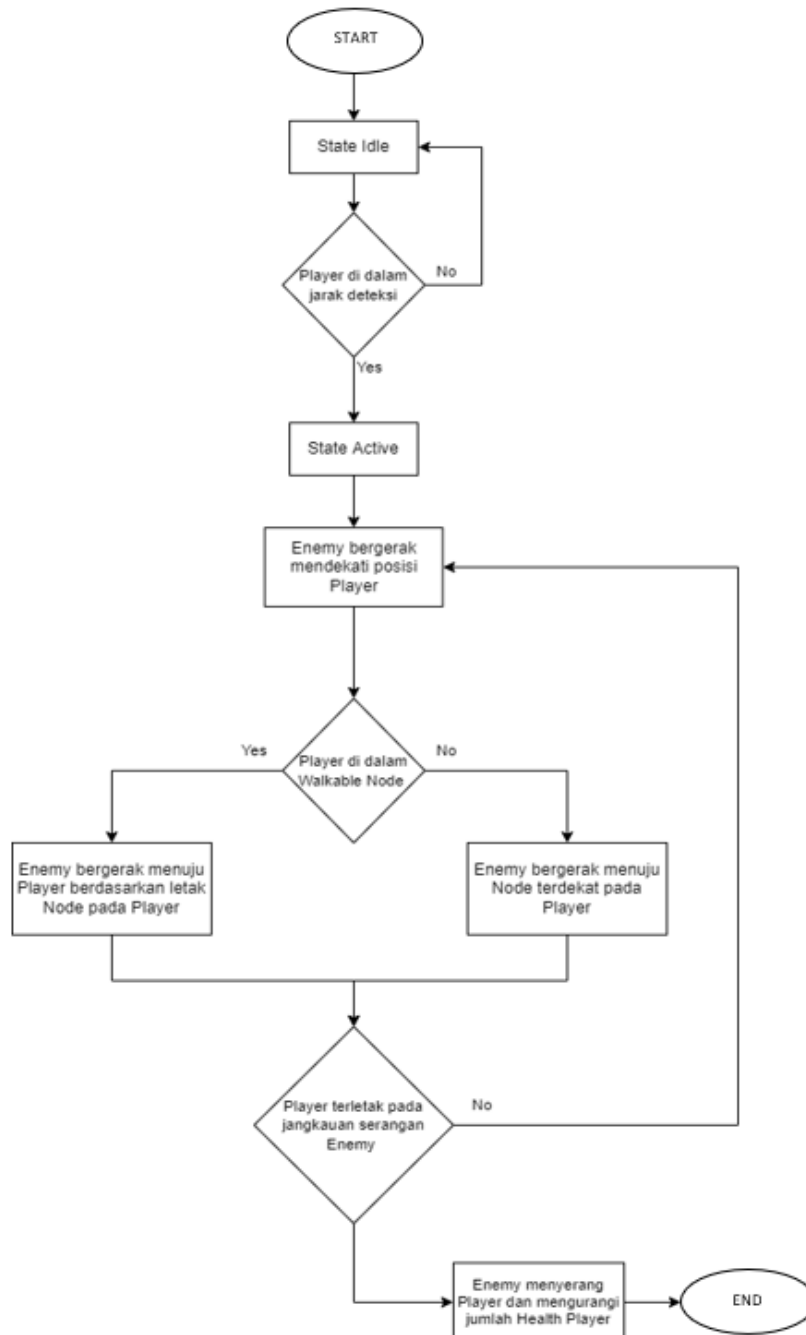 START
State Idle
Player di dalam
jarak deteksi
No
Yes
State Active
Enemy bergerak
mendekati posisi
Player
Yes
Player di dalam
Walkable Node
No
Enemy bergerak menuju
Player berdasarkan letak
Node pada Player
Enemy bergerak menuju
Node terdekat pada
Player
Player terletak pada
jangkauan serangan
Enemy
No
Enemy menyerang
Player dan mengurangi
jumlah Health Player
END